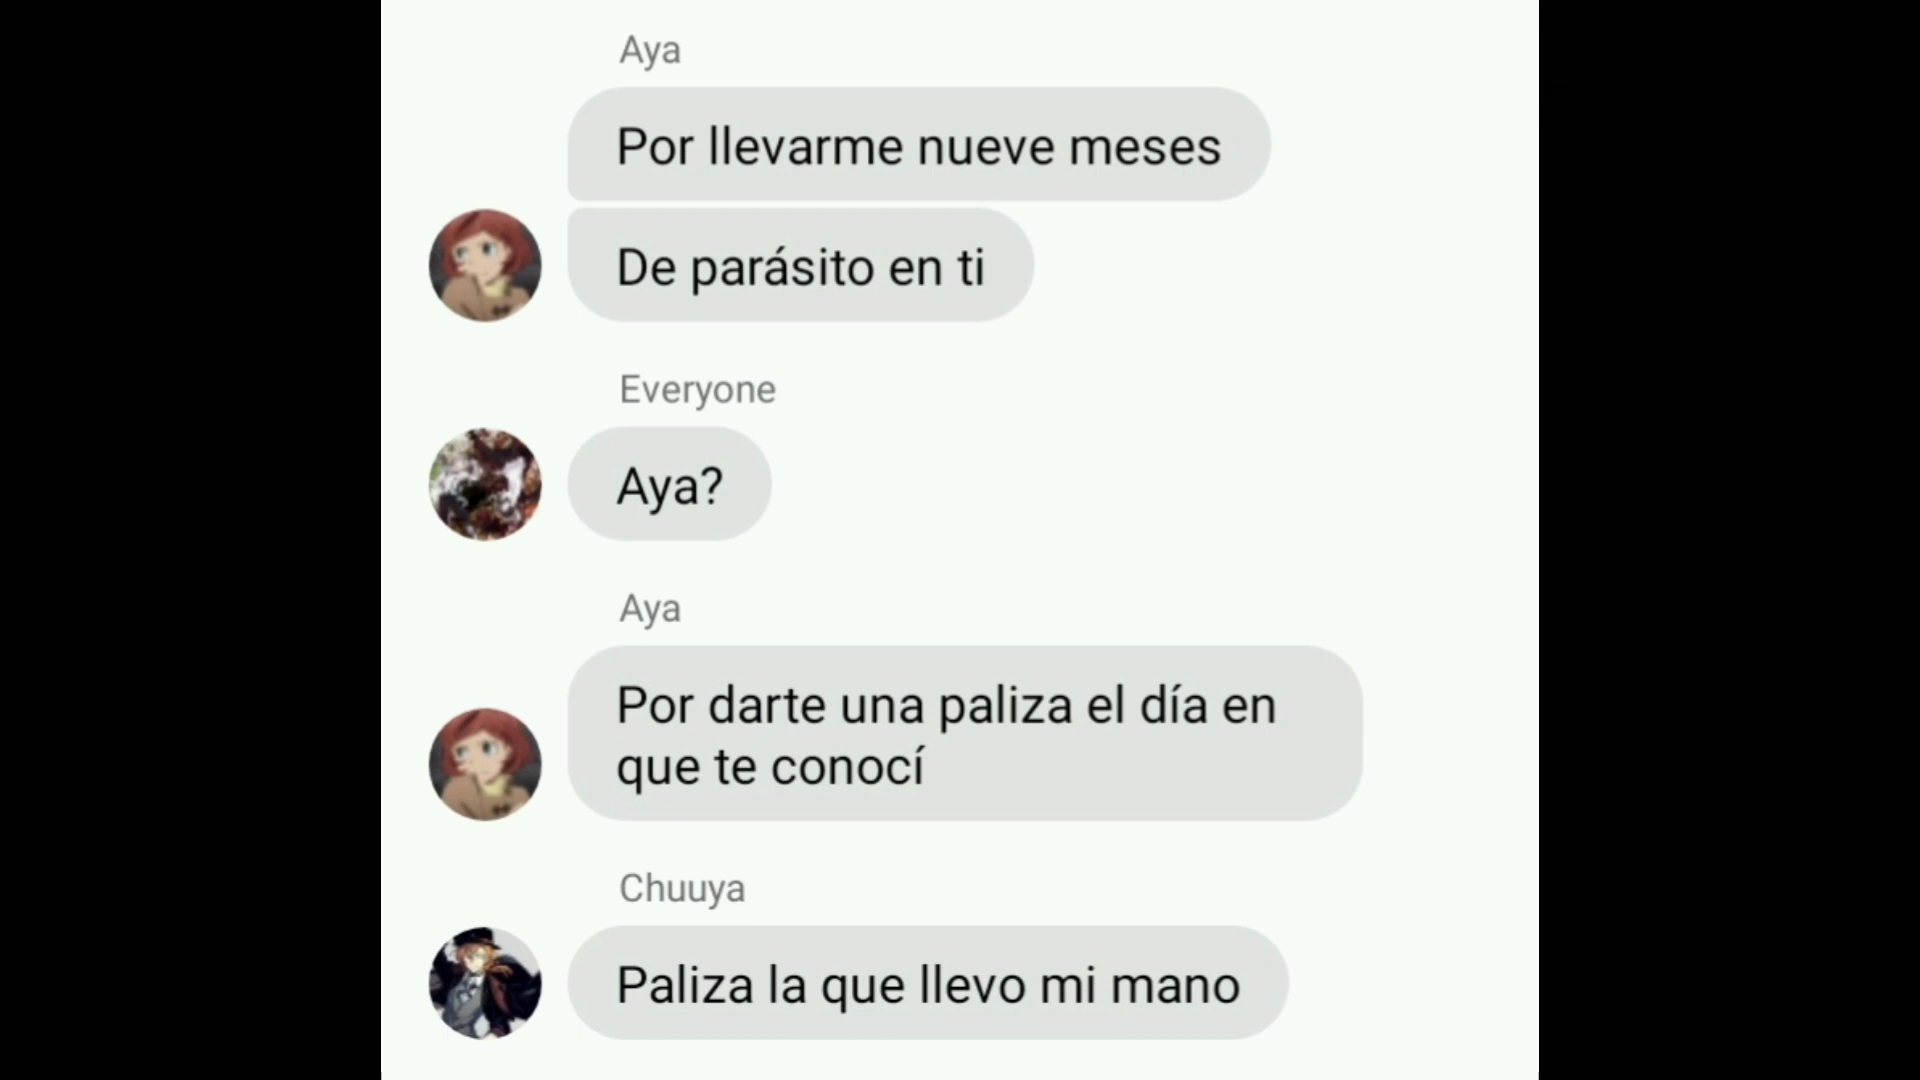 Aya
Por llevarme nueve meses
De parásito en ti
Everyone
Aya?
Aya
Por darte una paliza el día en
que te conocí
Chuuya
Paliza la que llevo mi mano